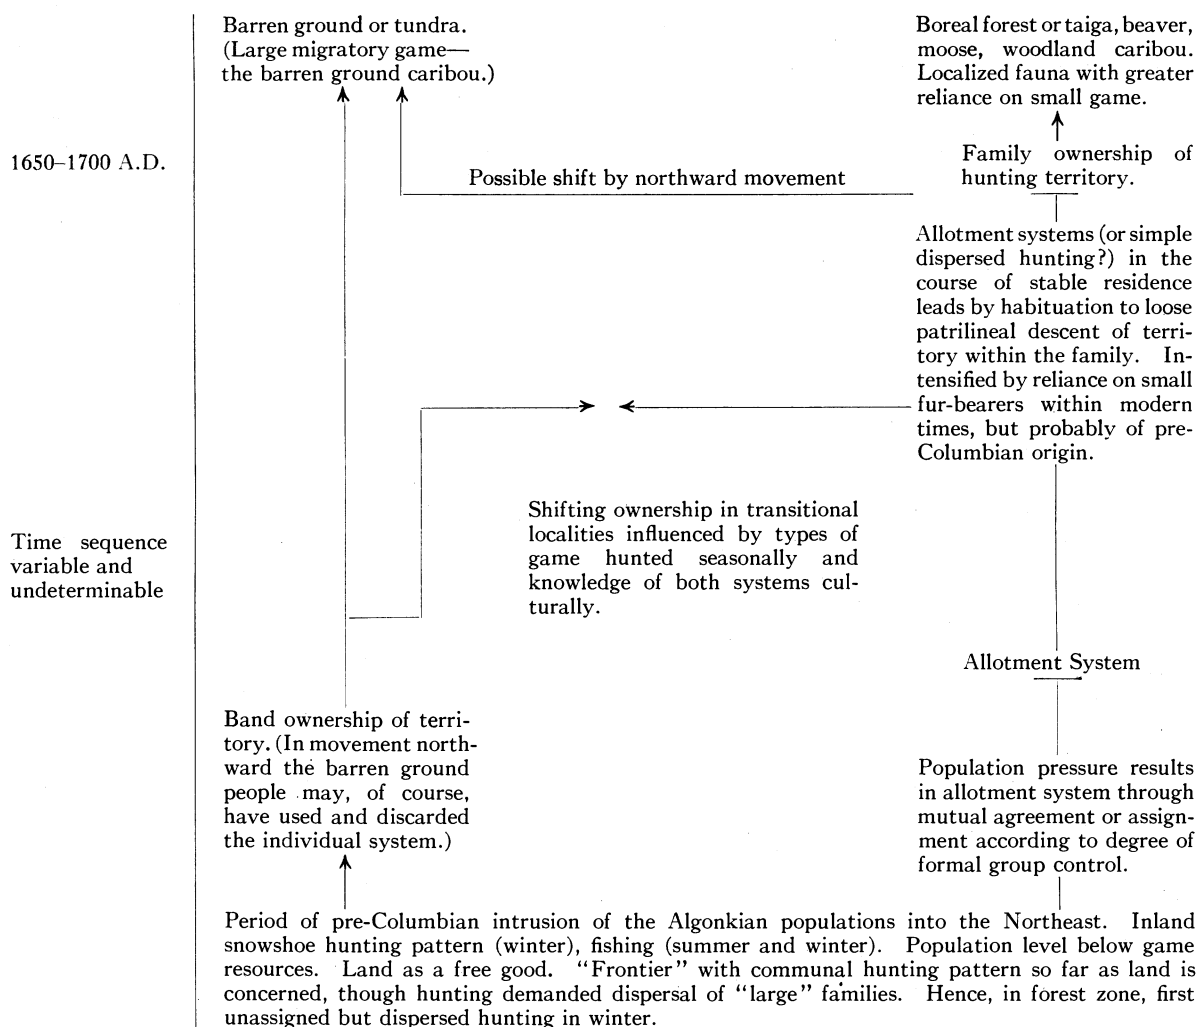 Barren ground or tundra.
(Large migratory game—
the barren ground caribou.)
Boreal forest or taiga, beaver,
moose, woodland caribou.
Localized fauna with greater
reliance on small game.
1650–1700 A.D.
Family ownership of
hunting territory.
Possible shift by northward movement
Allotment systems (or simple
dispersed hunting?) in the
course of stable residence
leads by habituation to loose
patrilineal descent of terri-
tory within the family. In-
tensified by reliance on small
fur-bearers within modern
times, but probably of pre-
Columbian origin.
Time sequence
variable and
undeterminable
Shifting ownership in transitional
localities influenced by types of
game hunted seasonally and
knowledge of both systems cul-
turally.
Allotment System
Band ownership of terri-
tory. (In movement north-
ward the barren ground
people may, of course,
have used and discarded
the individual system.)
Population pressure results
in allotment system through
mutual agreement or assign-
ment according to degree of
formal group control.
Period of pre-Columbian intrusion of the Algonkian populations into the Northeast. Inland
snowshoe hunting pattern (winter), fishing (summer and winter). Population level below game
resources. Land as a free good. "Frontier" with communal hunting pattern so far as land is
concerned, though hunting demanded dispersal of "large" families. Hence, in forest zone, first
unassigned but dispersed hunting in winter.